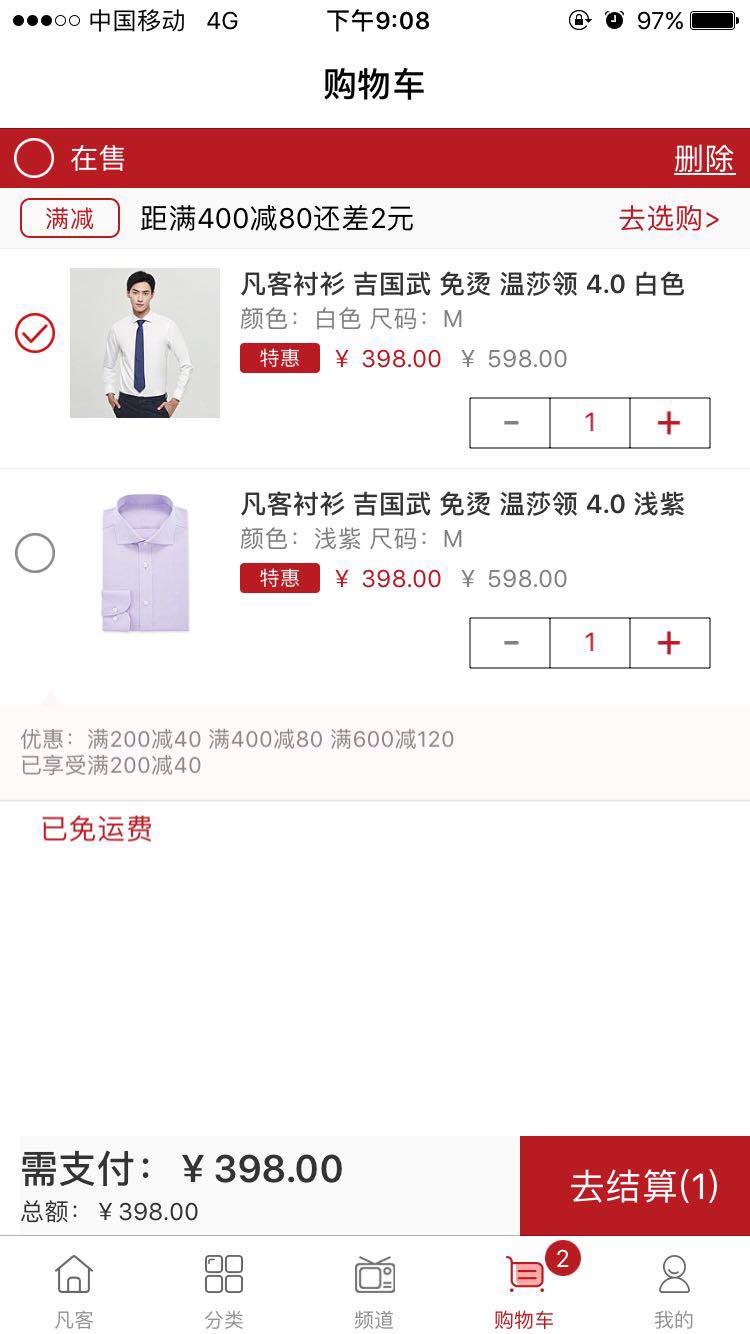 中国移动 4G 下午9:08 97%
购物车
在售 删除
满减 距满400减80还差2元 去选购>
凡客衬衫 吉国武 免烫 温莎领 4.0 白色
颜色：白色 尺码：M
特惠 ￥ 398.00 ￥ 598.00
- 1 +
凡客衬衫 吉国武 免烫 温莎领 4.0 浅紫
颜色：浅紫 尺码：M
特惠 ￥ 398.00 ￥ 598.00
- 1 +
优惠：满200减40 满400减80 满600减120
已享受满200减40
已免运费
需支付：￥398.00
总额：￥398.00
去结算(1)
2
凡客 分类 频道 购物车 我的